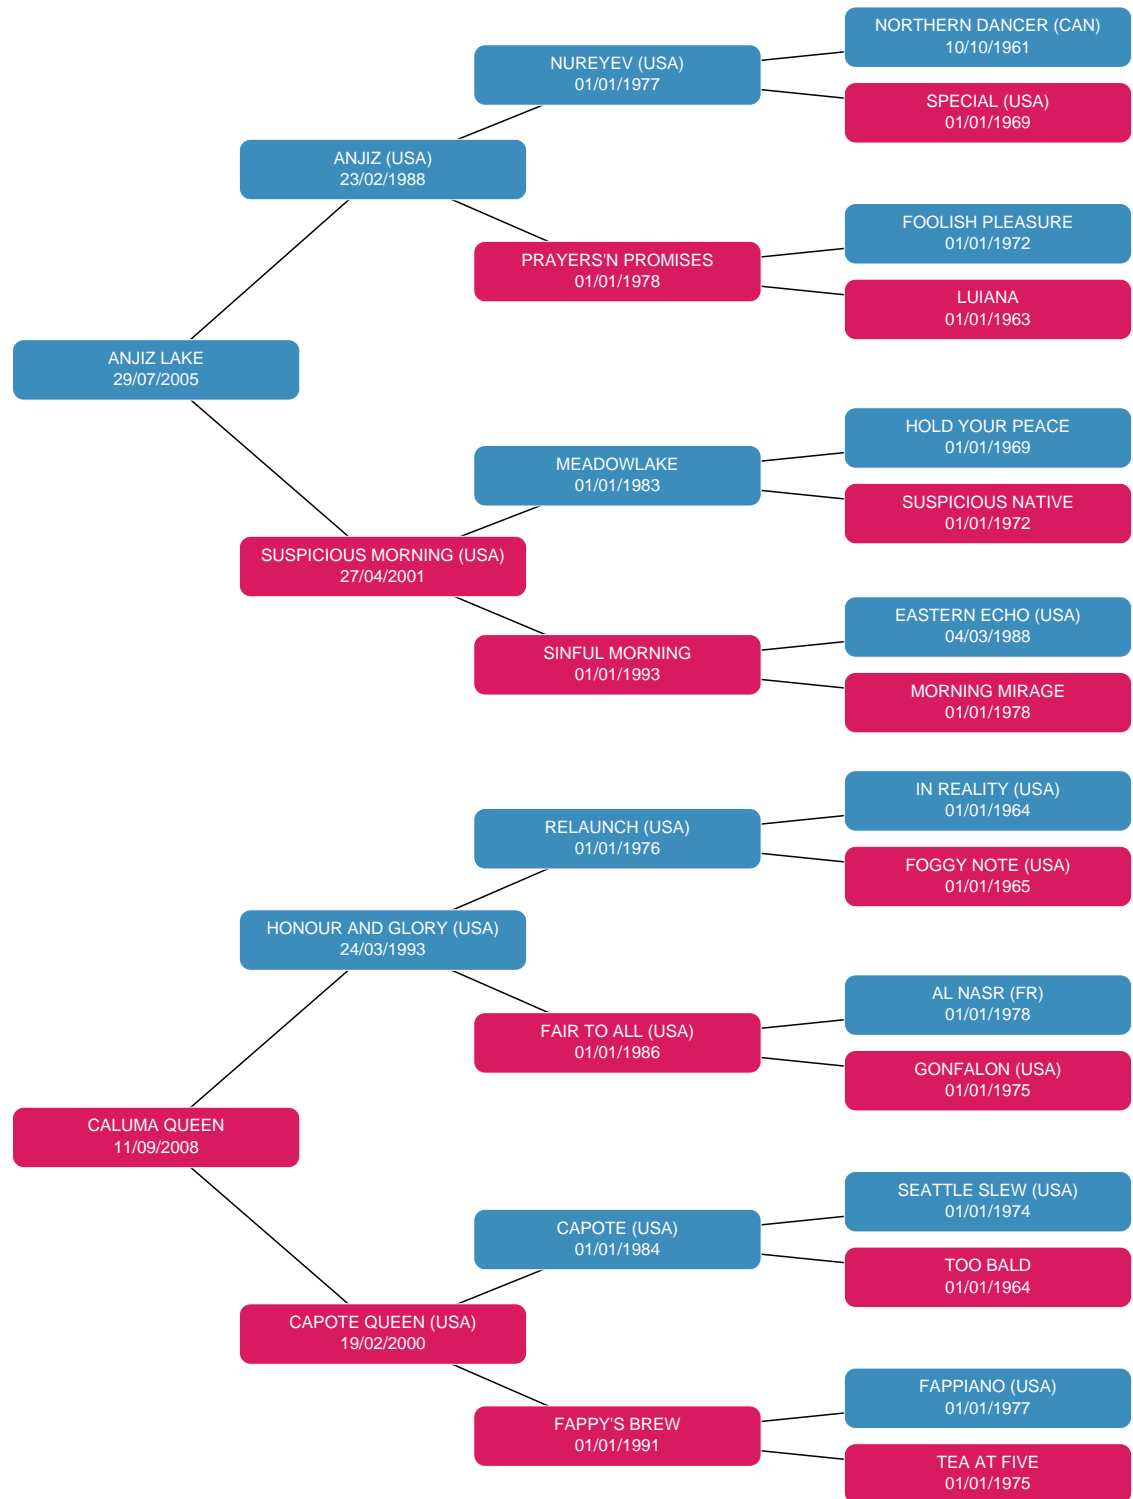 NORTHERN DANCER (CAN)
10/10/1961
NUREYEV (USA)
01/01/1977
SPECIAL (USA)
01/01/1969
ANJIZ (USA)
23/02/1988
FOOLISH PLEASURE
01/01/1972
PRAYERS'N PROMISES
01/01/1978
LUIANA
01/01/1963
ANJIZ LAKE
29/07/2005
HOLD YOUR PEACE
01/01/1969
MEADOWLAKE
01/01/1983
SUSPICIOUS NATIVE
01/01/1972
SUSPICIOUS MORNING (USA)
27/04/2001
EASTERN ECHO (USA)
04/03/1988
SINFUL MORNING
01/01/1993
MORNING MIRAGE
01/01/1978
IN REALITY (USA)
01/01/1964
RELAUNCH (USA)
01/01/1976
FOGGY NOTE (USA)
01/01/1965
HONOUR AND GLORY (USA)
24/03/1993
AL NASR (FR)
01/01/1978
FAIR TO ALL (USA)
01/01/1986
GONFALON (USA)
01/01/1975
CALUMA QUEEN
11/09/2008
SEATTLE SLEW (USA)
01/01/1974
CAPOTE (USA)
01/01/1984
TOO BALD
01/01/1964
CAPOTE QUEEN (USA)
19/02/2000
FAPPIANO (USA)
01/01/1977
FAPPY'S BREW
01/01/1991
TEA AT FIVE
01/01/1975